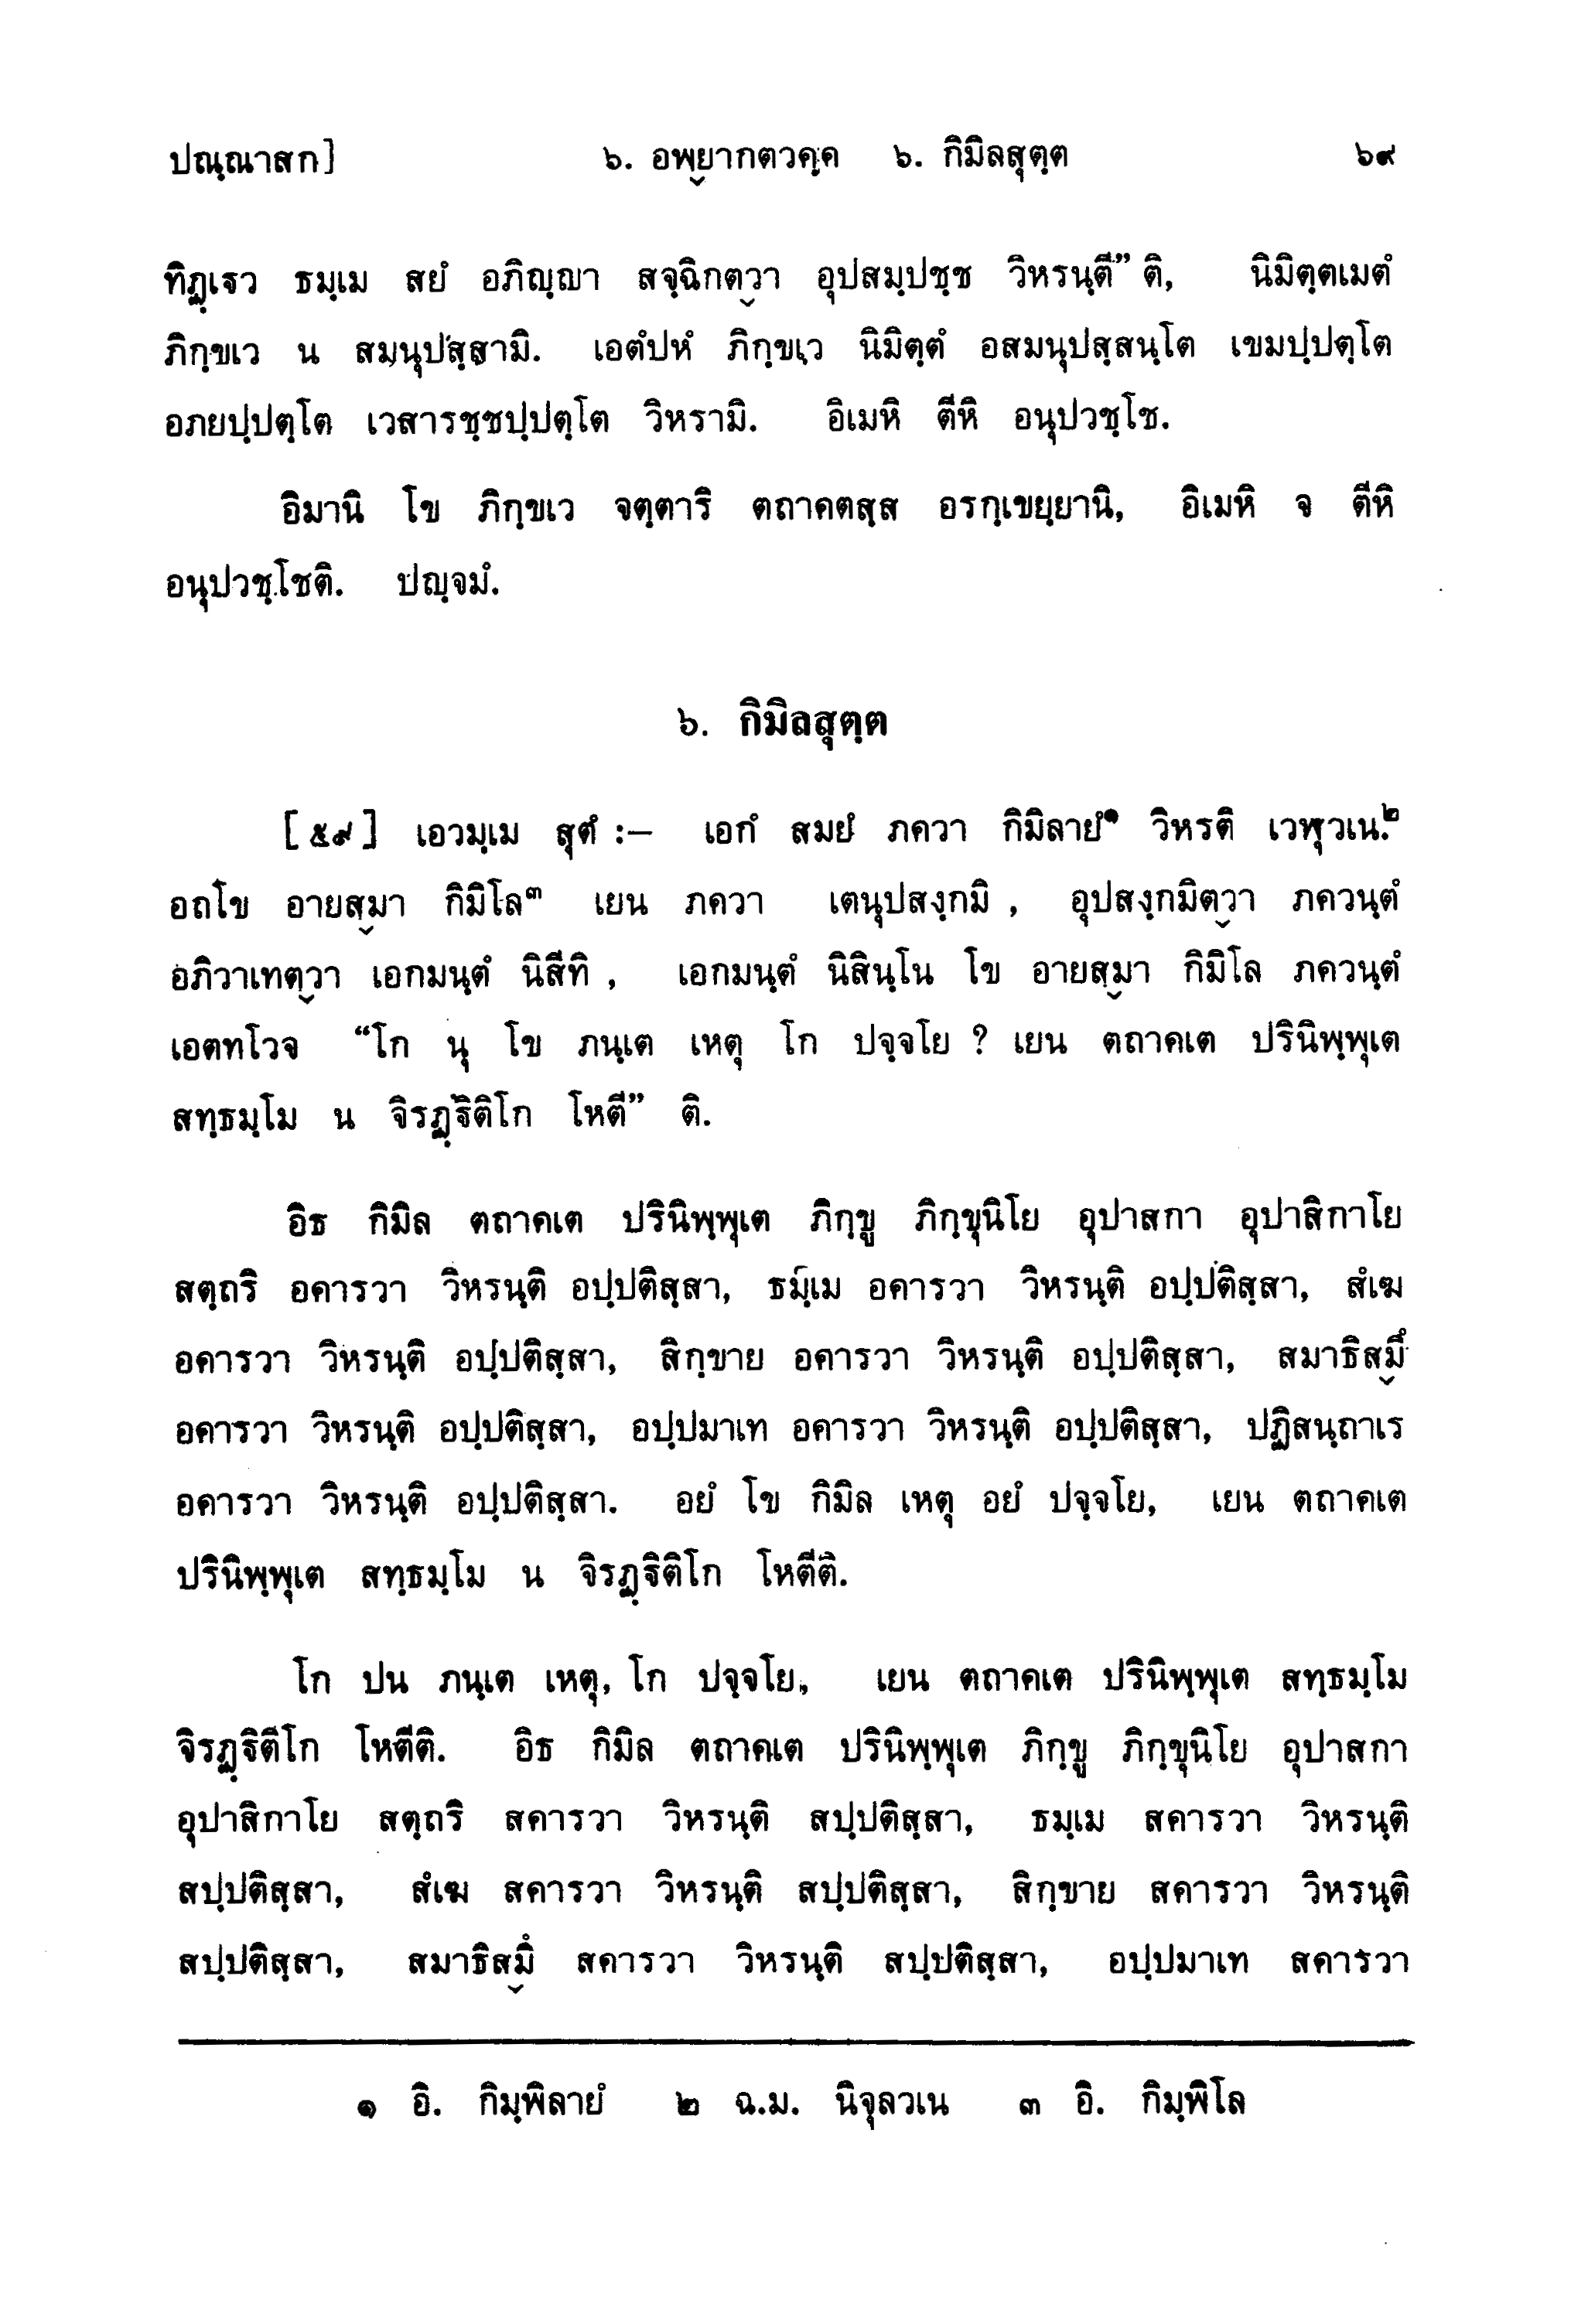 ปณฺณาสก] ๖. อพฺยากตวคฺค ๖. กิมิลสุตฺต ๖๙
ทิฏฺเฐว ธมฺเม สยํ อภิญฺญา สจฺฉิกตฺวา อุปสมฺปชฺช วิหรนฺตี” ติ, นิมิตฺตเมตํ
ภิกฺขเว น สมนุปสฺสามิ. เอตํปหํ ภิกฺขเว นิมิตฺตํ อสมนุปสฺสนฺโต เขมปฺปตฺโต
อภยปฺปตฺโต เวสารชฺชปฺปตฺโต วิหรามิ. อิเมหิ ตีหิ อนุปวชฺโช.
อิมานิ โข ภิกฺขเว จตฺตาริ ตถาคตสฺส อรกฺเขยฺยานิ, อิเมหิ จ ตีหิ
อนุปวชฺโชติ. ปญฺจมํ.
๖. กิมิลสุตฺต
[๕๙] เอวมฺเม สุตํ :— เอกํ สมยํ ภควา กิมิลายํ๑ วิหรติ เวฬุวเน.๒
อถโข อายสฺมา กิมิโล๓ เยน ภควา เตนุปสงฺกมิ, อุปสงฺกมิตฺวา ภควนฺตํ
อภิวาเทตฺวา เอกมนฺตํ นิสีทิ, เอกมนฺตํ นิสินฺโน โข อายสฺมา กิมิโล ภควนฺตํ
เอตทโวจ “โก นุ โข ภนฺเต เหตุ โก ปจฺจโย ? เยน ตถาคเต ปรินิพฺพุเต
สทฺธมฺโม น จิรฏฺฐิติโก โหตี” ติ.
อิธ กิมิล ตถาคเต ปรินิพฺพุเต ภิกฺขู ภิกฺขุนิโย อุปาสกา อุปาสิกาโย
สตฺถริ อคารวา วิหรนฺติ อปฺปติสฺสา, ธมฺเม อคารวา วิหรนฺติ อปฺปติสฺสา, สํเฆ
อคารวา วิหรนฺติ อปฺปติสฺสา, สิกฺขาย อคารวา วิหรนฺติ อปฺปติสฺสา, สมาธิสฺมึ
อคารวา วิหรนฺติ อปฺปติสฺสา, อปฺปมาเท อคารวา วิหรนฺติ อปฺปติสฺสา, ปฏิสนฺถาเร
อคารวา วิหรนฺติ อปฺปติสฺสา. อยํ โข กิมิล เหตุ อยํ ปจฺจโย, เยน ตถาคเต
ปรินิพฺพุเต สทฺธมฺโม น จิรฏฺฐิติโก โหตีติ.
โก ปน ภนฺเต เหตุ, โก ปจฺจโย, เยน ตถาคเต ปรินิพฺพุเต สทฺธมฺโม
จิรฏฺฐิตีโก โหตีติ. อิธ กิมิล ตถาคเต ปรินิพฺพุเต ภิกฺขู ภิกฺขุนิโย อุปาสกา
อุปาสิกาโย สตฺถริ สคารวา วิหรนฺติ สปฺปติสฺสา, ธมฺเม สคารวา วิหรนฺติ
สปฺปติสฺสา, สํเฆ สคารวา วิหรนฺติ สปฺปติสฺสา, สิกฺขาย สคารวา วิหรนฺติ
สปฺปติสฺสา, สมาธิสฺมึ สคารวา วิหรนฺติ สปฺปติสฺสา, อปฺปมาเท สคารวา
๑ อิ. กิมฺพิลายํ ๒ ฉ.ม. นิจุลวเน ๓ อิ. กิมฺพิโล